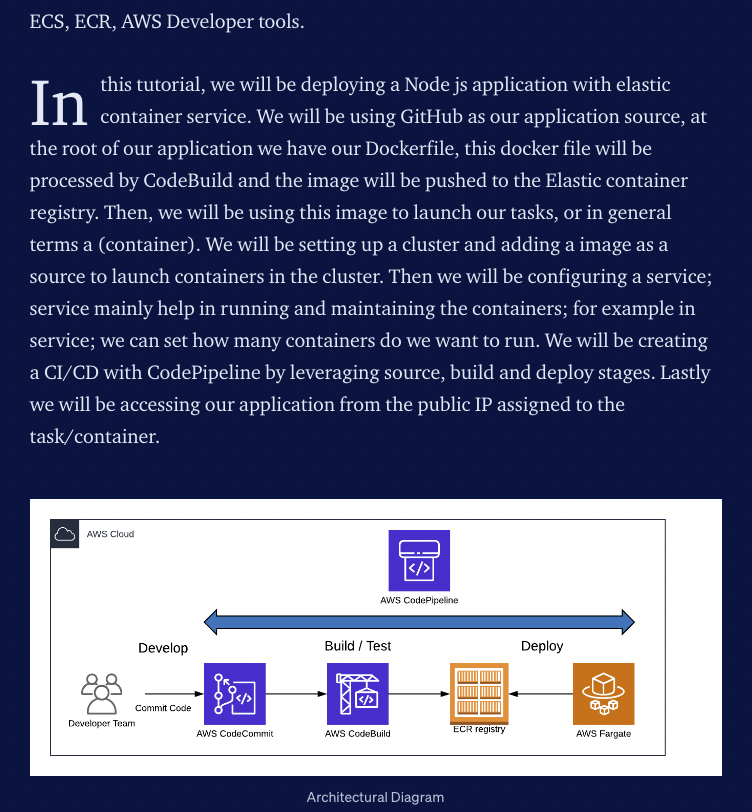 ECS, ECR, AWS Developer tools.
In this tutorial, we will be deploying a Node js application with elastic
container service. We will be using GitHub as our application source, at
the root of our application we have our Dockerfile, this docker file will be
processed by CodeBuild and the image will be pushed to the Elastic container
registry. Then, we will be using this image to launch our tasks, or in general
terms a (container). We will be setting up a cluster and adding a image as a
source to launch containers in the cluster. Then we will be configuring a service;
service mainly help in running and maintaining the containers; for example in
service; we can set how many containers do we want to run. We will be creating
a CI/CD with CodePipeline by leveraging source, build and deploy stages. Lastly
we will be accessing our application from the public IP assigned to the
task/container.
AWS Cloud
AWS CodePipeline
Develop
Build / Test
Deploy
Developer Team
Commit Code
AWS CodeCommit
AWS CodeBuild
ECR registry
AWS Fargate
Architectural Diagram